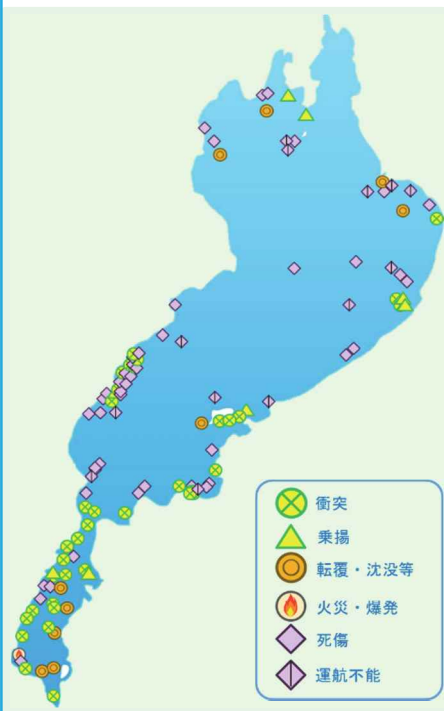 衝突
乗揚
転覆・沈没等
火災・爆発
死傷
運航不能